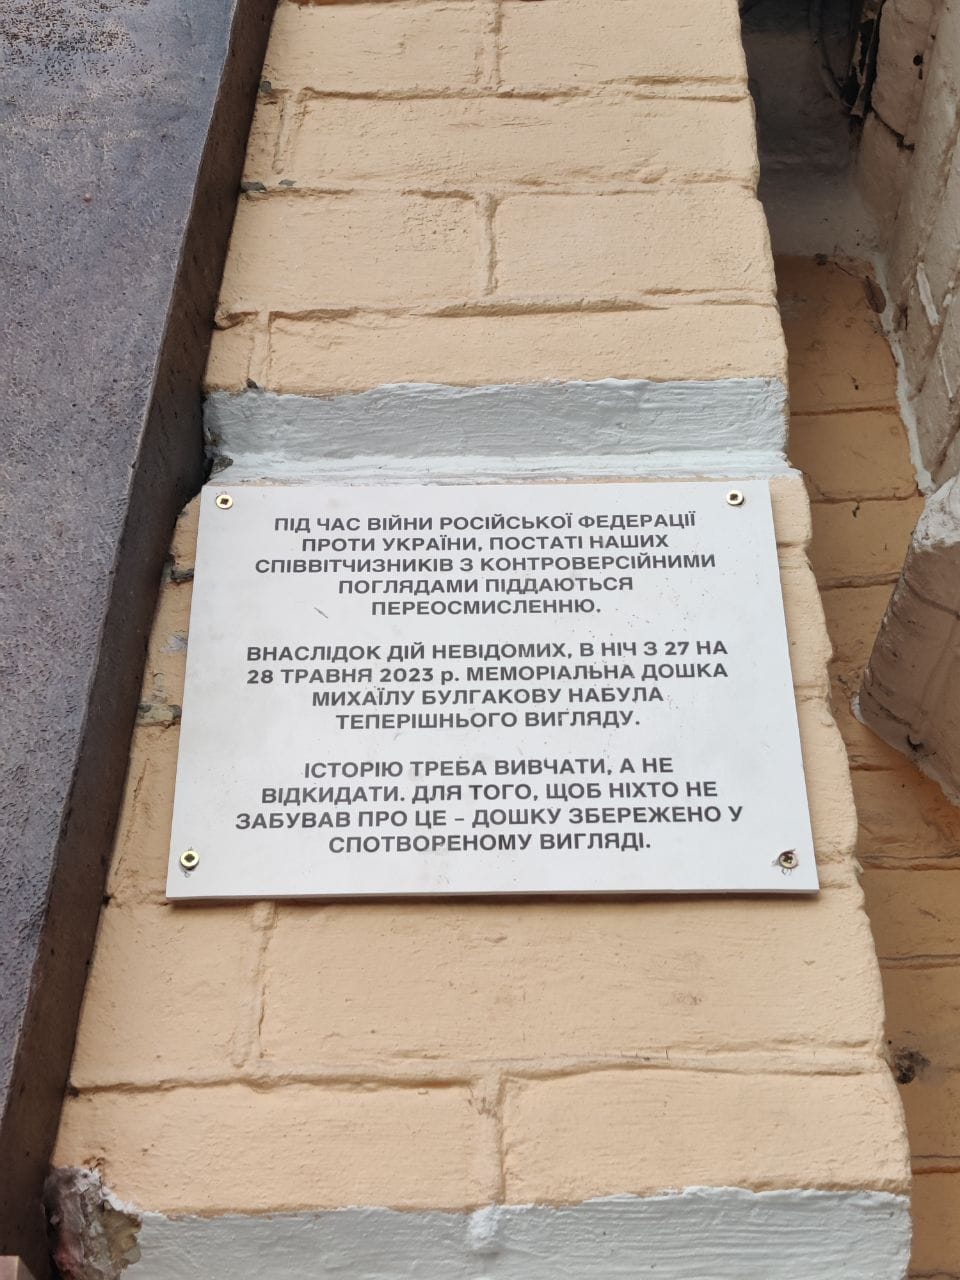 ПІД ЧАС ВІЙНИ РОСІЙСЬКОЇ ФЕДЕРАЦІЇ
ПРОТИ УКРАЇНИ, ПОСТАТІ НАШИХ
СПІВВІТЧИЗНИКІВ З КОНТРОВЕРСІЙНИМИ
ПОГЛЯДАМИ ПІДДАЮТЬСЯ
ПЕРЕОСМИСЛЕННЮ.
ВНАСЛІДОК ДІЙ НЕВІДОМИХ, В НІЧ З 27 НА
28 ТРАВНЯ 2023 р. МЕМОРІАЛЬНА ДОШКА
МИХАЇЛУ БУЛГАКОВУ НАБУЛА
ТЕПЕРІШНЬОГО ВИГЛЯДУ.
ІСТОРІЮ ТРЕБА ВИВЧАТИ, А НЕ
ВІДКИДАТИ. ДЛЯ ТОГО, ЩОБ НІХТО НЕ
ЗАБУВАВ ПРО ЦЕ – ДОШКУ ЗБЕРЕЖЕНО У
СПОТВОРЕНОМУ ВИГЛЯДІ.